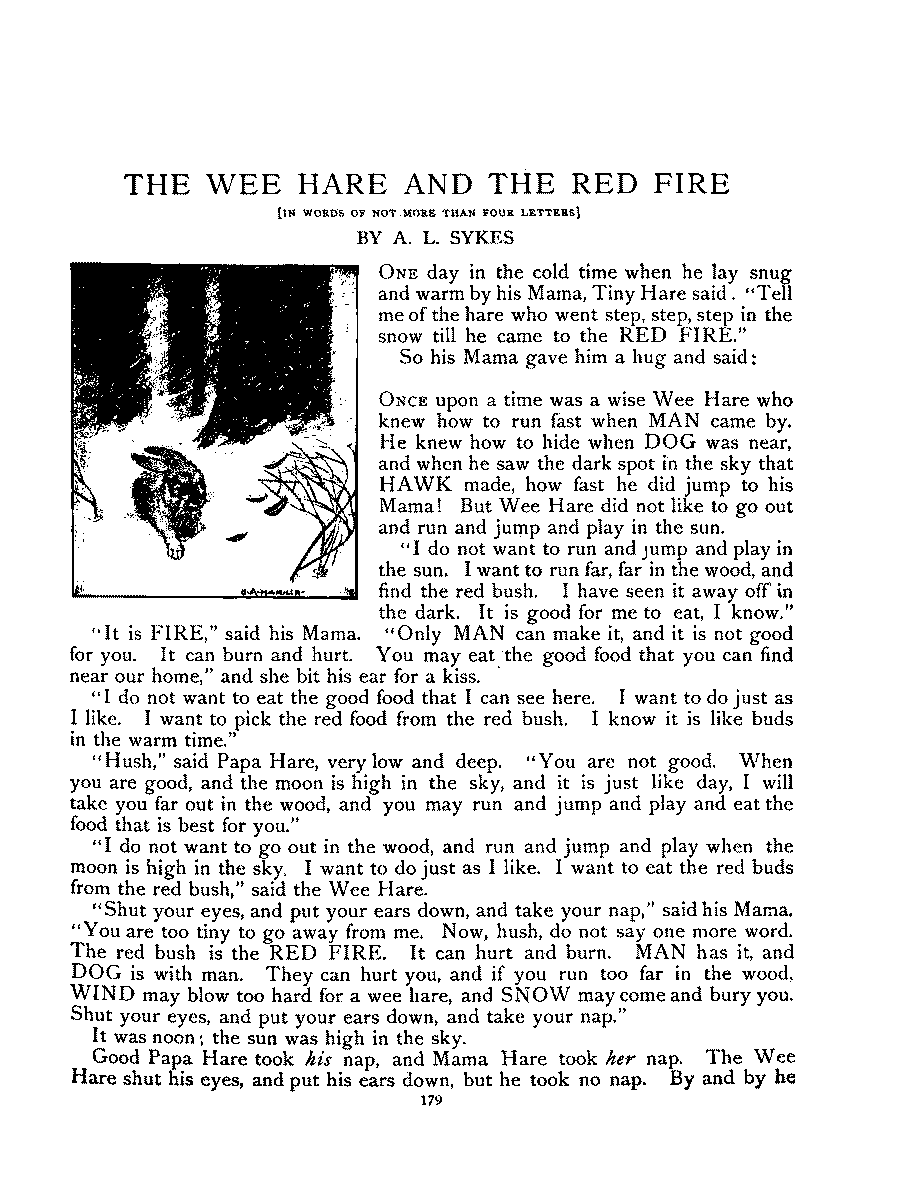 THE WEE HARE AND THE RED FIRE
[IN WORDS OF NOT MORE THAN FOUR LETTERS]
BY A. L. SYKES
ONE day in the cold time when he lay snug
and warm by his Mama, Tiny Hare said. "Tell
me of the hare who went step, step, step in the
snow till he came to the RED FIRE."
So his Mama gave him a hug and said:
ONCE upon a time was a wise Wee Hare who
knew how to run fast when MAN came by.
He knew how to hide when DOG was near,
and when he saw the dark spot in the sky that
HAWK made, how fast he did jump to his
Mama! But Wee Hare did not like to go out
and run and jump and play in the sun.
"I do not want to run and jump and play in
the sun. I want to run far, far in the wood, and
find the red bush. I have seen it away off in
the dark. It is good for me to eat, I know."
"It is FIRE," said his Mama. "Only MAN can make it, and it is not good
for you. It can burn and hurt. You may eat the good food that you can find
near our home," and she bit his ear for a kiss.
"I do not want to eat the good food that I can see here. I want to do just as
I like. I want to pick the red food from the red bush. I know it is like buds
in the warm time."
"Hush," said Papa Hare, very low and deep. "You are not good. When
you are good, and the moon is high in the sky, and it is just like day, I will
take you far out in the wood, and you may run and jump and play and eat the
food that is best for you."
"I do not want to go out in the wood, and run and jump and play when the
moon is high in the sky. I want to do just as I like. I want to eat the red buds
from the red bush," said the Wee Hare.
"Shut your eyes, and put your ears down, and take your nap," said his Mama.
"You are too tiny to go away from me. Now, hush, do not say one more word.
The red bush is the RED FIRE. It can hurt and burn. MAN has it, and
DOG is with man. They can hurt you, and if you run too far in the wood,
WIND may blow too hard for a wee hare, and SNOW may come and bury you.
Shut your eyes, and put your ears down, and take your nap."
It was noon; the sun was high in the sky.
Good Papa Hare took his nap, and Mama Hare took her nap. The Wee
Hare shut his eyes, and put his ears down, but he took no nap. By and by he
179